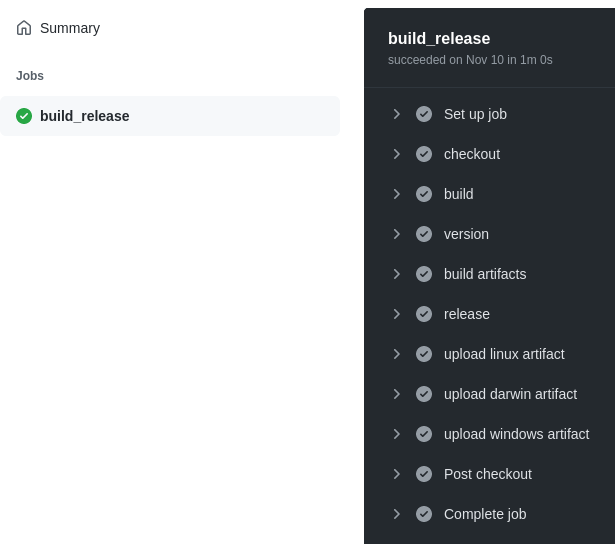 Summary
Jobs
build_release
build_release
succeeded on Nov 10 in 1m 0s
Set up job
checkout
build
version
build artifacts
release
upload linux artifact
upload darwin artifact
upload windows artifact
Post checkout
Complete job